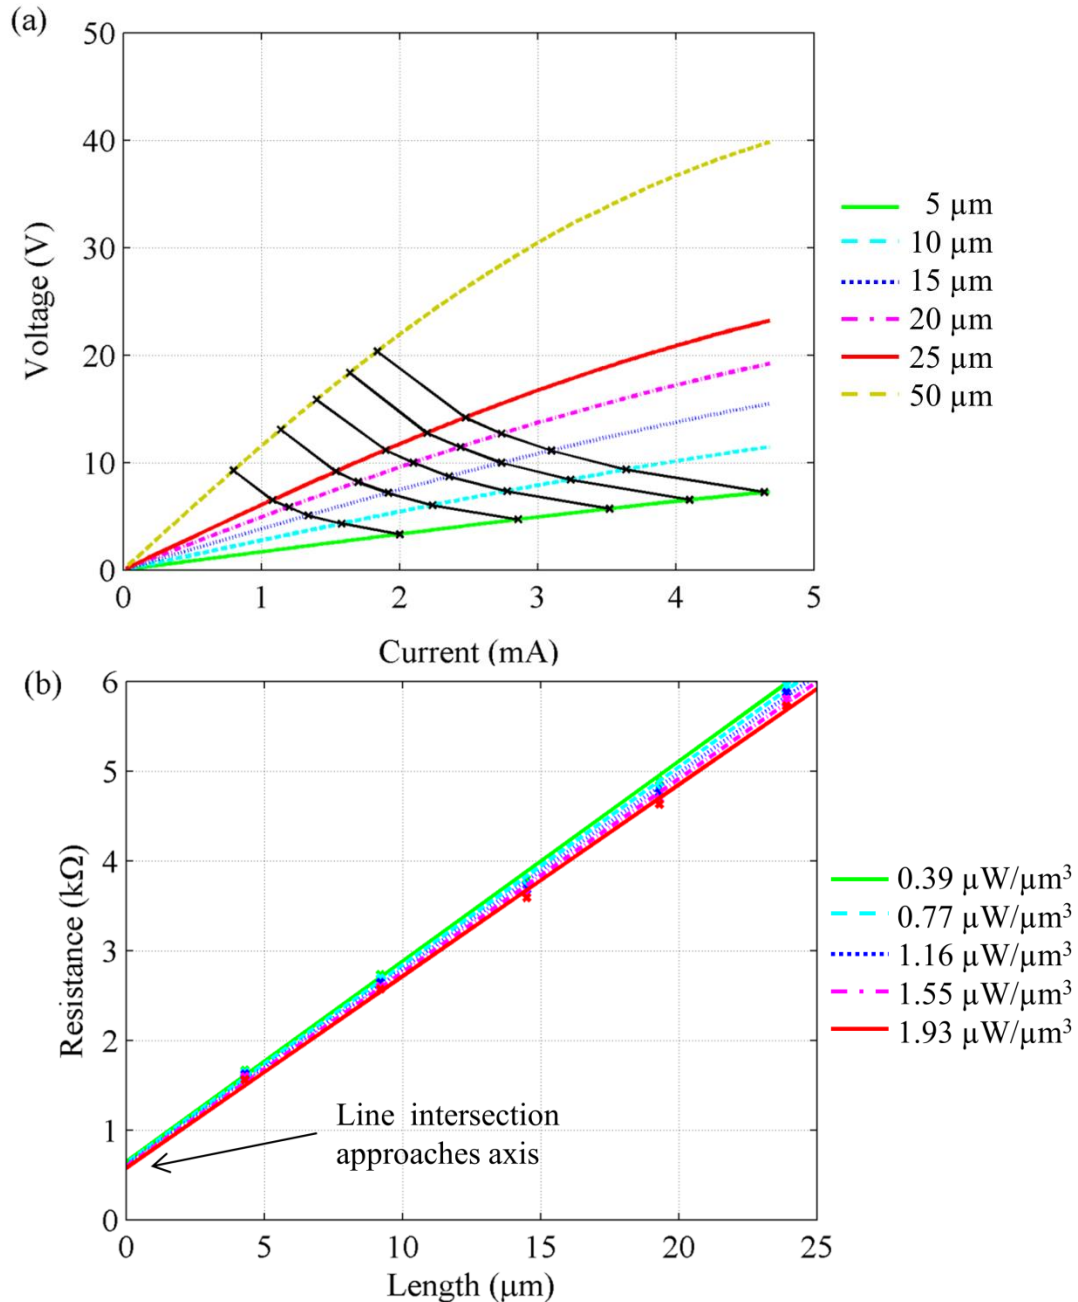 (a)
50
40
30
20
10
0
Voltage (V)
0 1 2 3 4 5
Current (mA)
5 µm
10 µm
15 µm
20 µm
25 µm
50 µm
(b)
6
5
4
3
2
1
0
Resistance (kΩ)
Line intersection
approaches axis
0 5 10 15 20 25
Length (µm)
0.39 µW/µm³
0.77 µW/µm³
1.16 µW/µm³
1.55 µW/µm³
1.93 µW/µm³